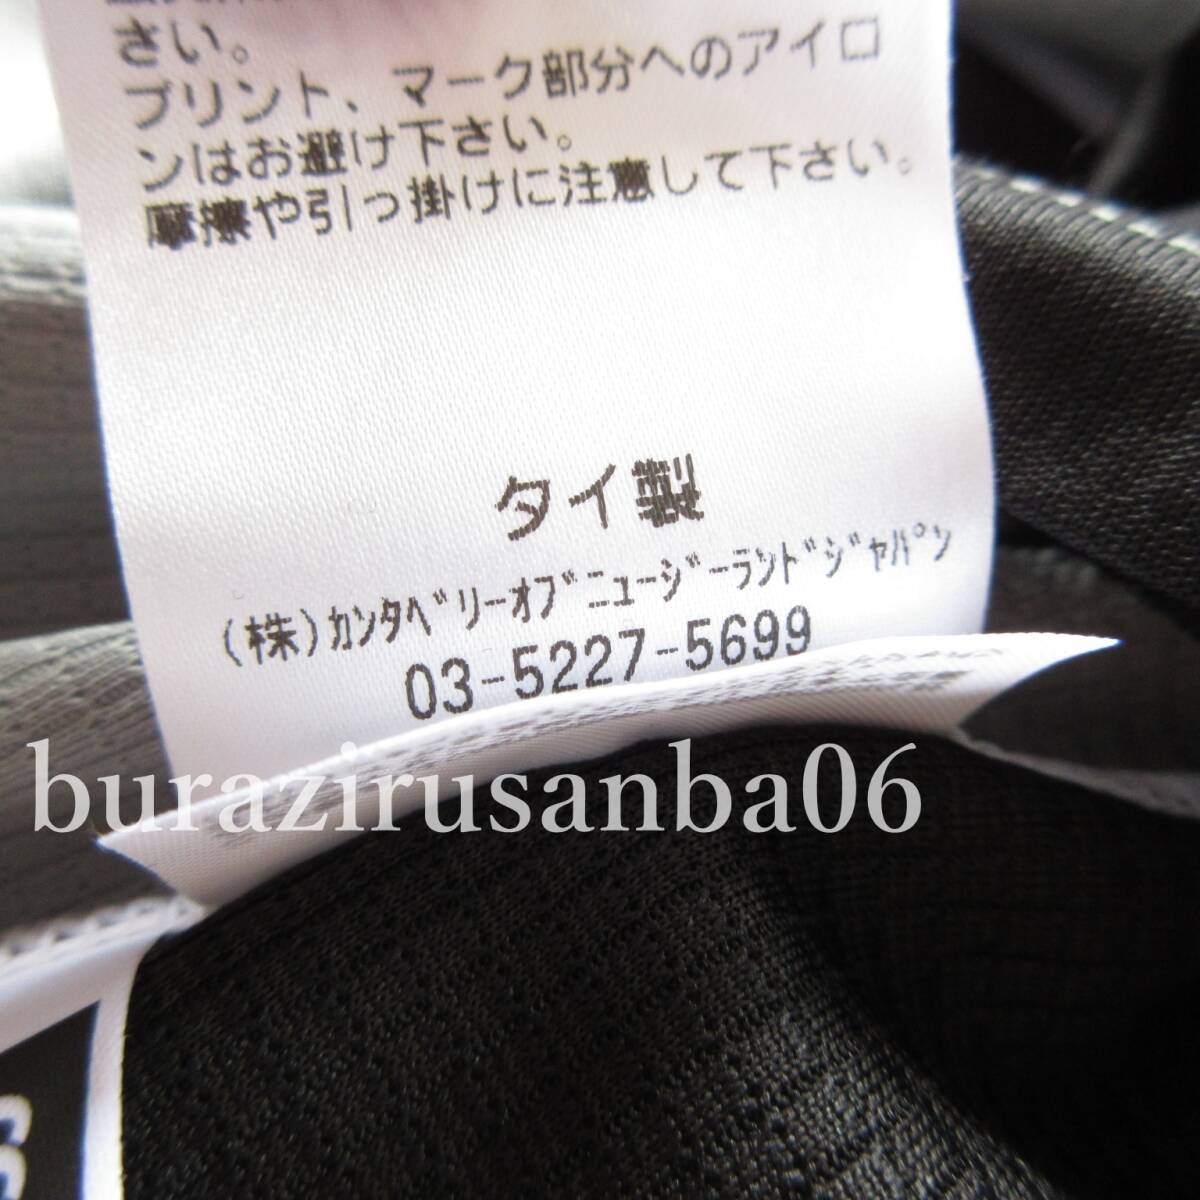 さい。
プリント、マーク部分へのアイロ
ンはお避け下さい。
摩擦や引っ掛けに注意して下さい。
タイ製
(株)ｶﾝﾀﾍﾞﾘｰｵﾌﾞﾆｭｰｼﾞｰﾗﾝﾄﾞｼﾞｬﾊﾟﾝ
03-5227-5699
burazirusanba06